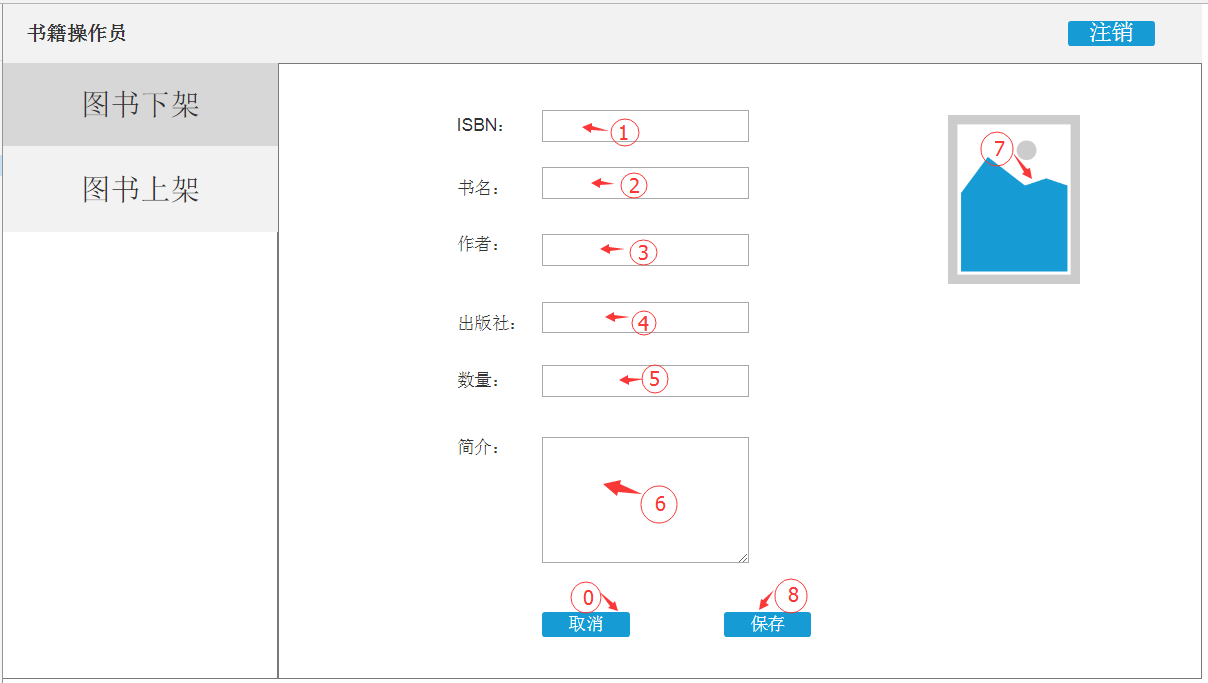 书籍操作员
注销
图书下架
图书上架
ISBN：
1
7
书名：
2
作者：
3
出版社：
4
数量：
5
简介：
6
0
8
取消
保存